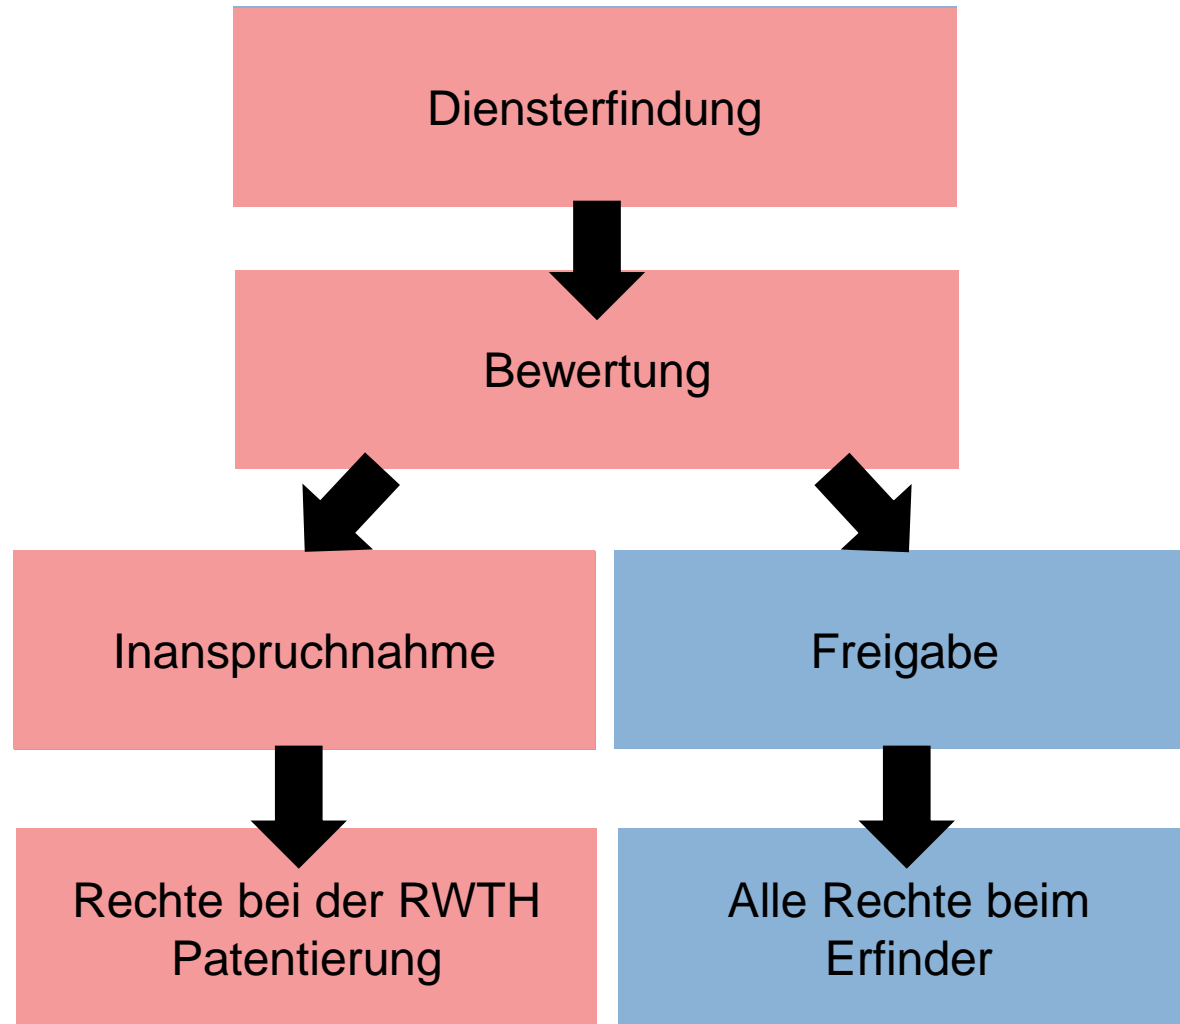 Diensterfindung
Bewertung
Inanspruchnahme
Freigabe
Rechte bei der RWTH
Patentierung
Alle Rechte beim
Erfinder